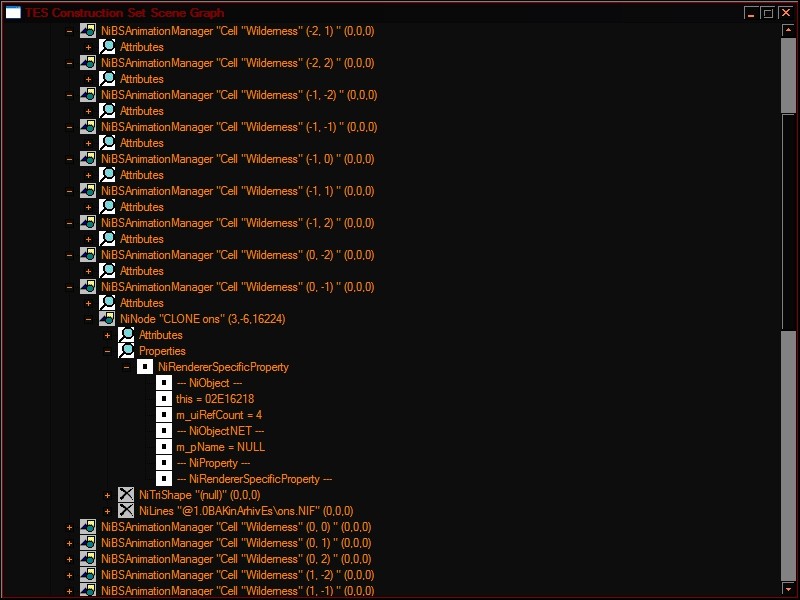 TES Construction Set Scene Graph
NiBSAnimationManager "Cell "Wilderness" (-2, 1) " (0,0,0)
Attributes
NiBSAnimationManager "Cell "Wilderness" (-2, 2) " (0,0,0)
Attributes
NiBSAnimationManager "Cell "Wilderness" (-1, -2) " (0,0,0)
Attributes
NiBSAnimationManager "Cell "Wilderness" (-1, -1) " (0,0,0)
Attributes
NiBSAnimationManager "Cell "Wilderness" (-1, 0) " (0,0,0)
Attributes
NiBSAnimationManager "Cell "Wilderness" (-1, 1) " (0,0,0)
Attributes
NiBSAnimationManager "Cell "Wilderness" (-1, 2) " (0,0,0)
Attributes
NiBSAnimationManager "Cell "Wilderness" (0, -2) " (0,0,0)
Attributes
NiBSAnimationManager "Cell "Wilderness" (0, -1) " (0,0,0)
Attributes
NiNode "CLONE ons" (3,-6,16224)
Attributes
Properties
NiRendererSpecificProperty
--- NiObject ---
this = 02E16218
m_uiRefCount = 4
--- NiObjectNET ---
m_pName = NULL
--- NiProperty ---
--- NiRendererSpecificProperty ---
NiTriShape "(null)" (0,0,0)
NiLines "@1.0BAKinArhivEs\ons.NIF" (0,0,0)
NiBSAnimationManager "Cell "Wilderness" (0, 0) " (0,0,0)
NiBSAnimationManager "Cell "Wilderness" (0, 1) " (0,0,0)
NiBSAnimationManager "Cell "Wilderness" (0, 2) " (0,0,0)
NiBSAnimationManager "Cell "Wilderness" (1, -2) " (0,0,0)
NiBSAnimationManager "Cell "Wilderness" (1, -1) " (0,0,0)